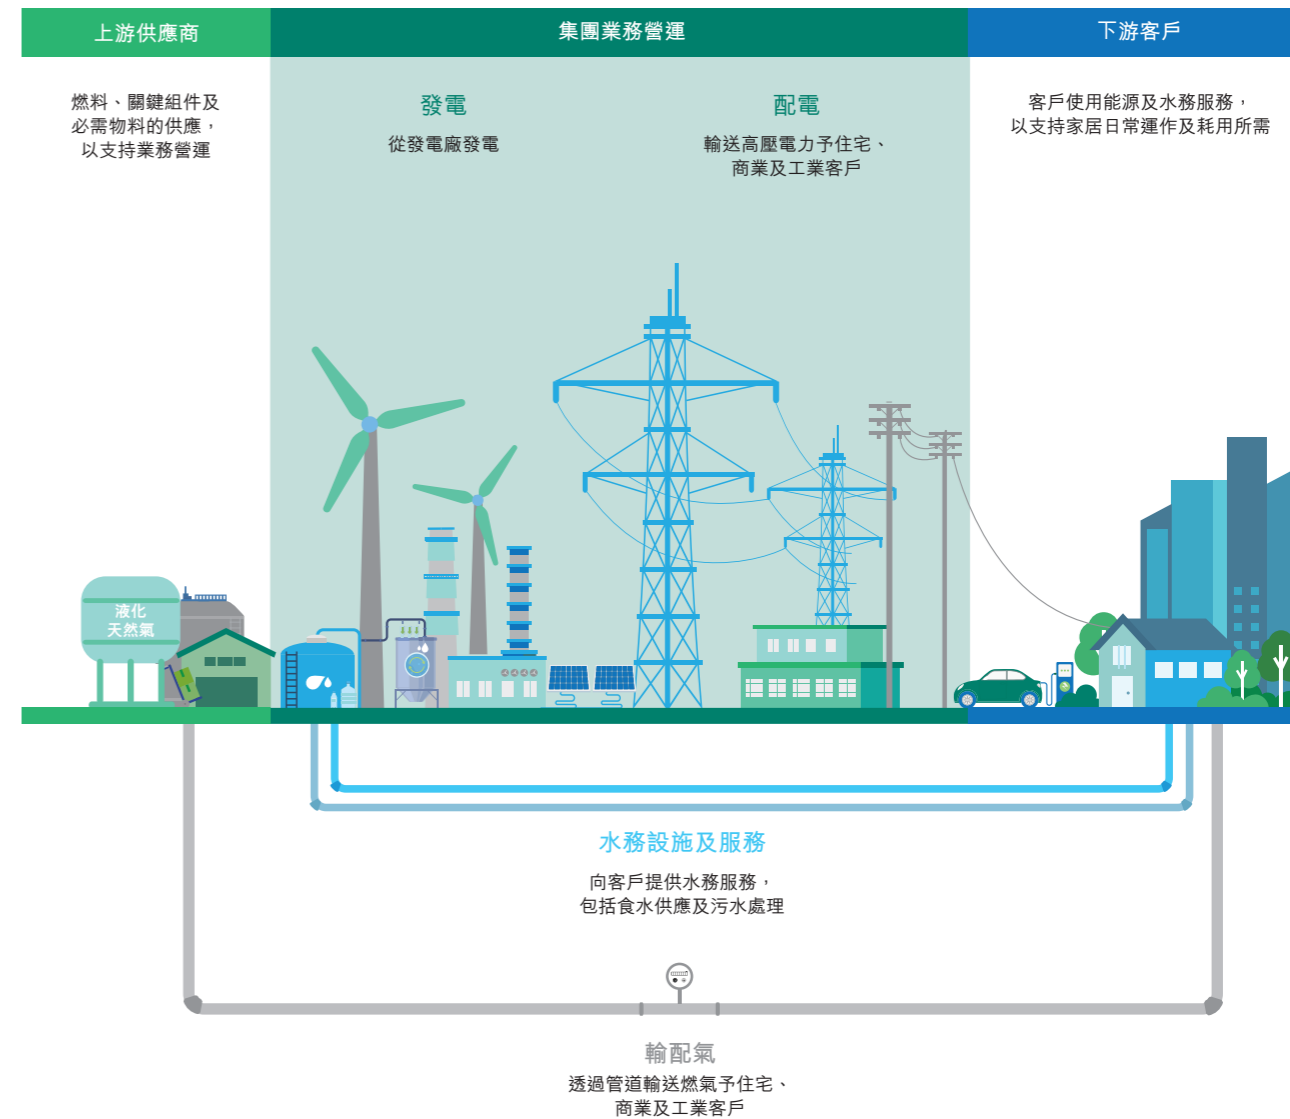 上游供應商
集團業務營運
下游客戶
燃料、關鍵組件及
必需物料的供應，
以支持業務營運
發電
從發電廠發電
配電
輸送高壓電力予住宅、
商業及工業客戶
客戶使用能源及水務服務，
以支持家居日常運作及耗用所需
液化
天然氣
水務設施及服務
向客戶提供水務服務，
包括食水供應及污水處理
輸配氣
透過管道輸送燃氣予住宅、
商業及工業客戶